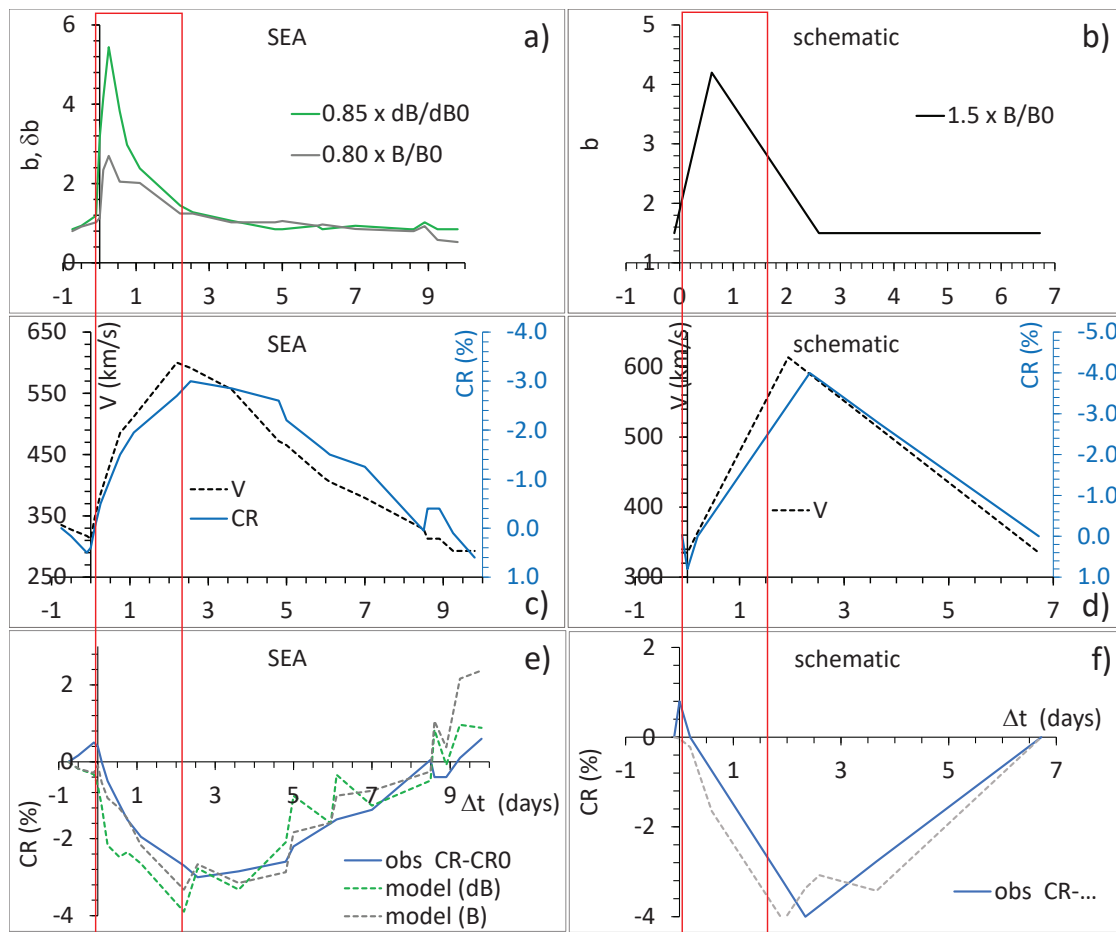 SEA
a)
6
4
2
0
b, δb
0.85 x dB/dB0
0.80 x B/B0
-1 1 3 5 7 9
schematic
b)
5
4
3
2
1
b
1.5 x B/B0
-1 0 1 2 3 4 5 6 7
SEA
650
550
450
350
250
V (km/s)
-4.0
-3.0
-2.0
-1.0
0.0
1.0
CR (%)
V
CR
-1 1 3 5 7 9
c)
schematic
600
500
400
300
V (km/s)
-5.0
-4.0
-3.0
-2.0
-1.0
0.0
1.0
CR (%)
V
-1 1 3 5 7
d)
SEA
e)
2
0
-2
-4
CR (%)
-1 1 3 5 7 9
Δt (days)
obs CR-CR0
model (dB)
model (B)
schematic
f)
2
0
-2
-4
CR (%)
Δt (days)
-1 1 3 5 7
obs CR-...